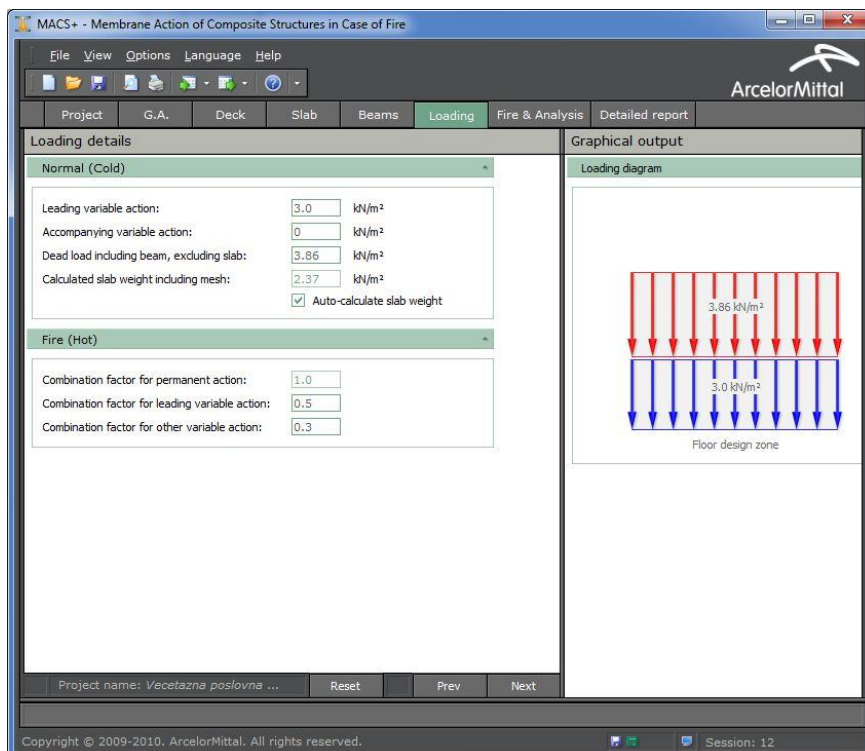 MACS+ - Membrane Action of Composite Structures in Case of Fire
File View Options Language Help
ArcelorMittal
Project G.A. Deck Slab Beams Loading Fire & Analysis Detailed report
Loading details
Graphical output
Normal (Cold)
Loading diagram
Leading variable action: 3.0 kN/m²
Accompanying variable action: 0 kN/m²
Dead load including beam, excluding slab: 3.86 kN/m²
Calculated slab weight including mesh: 2.37 kN/m²
Auto-calculate slab weight
3.86 kN/m²
Fire (Hot)
Combination factor for permanent action: 1.0
Combination factor for leading variable action: 0.5
Combination factor for other variable action: 0.3
3.0 kN/m²
Floor design zone
Project name: Vecetazna poslovna ... Reset Prev Next
Copyright © 2009-2010. ArcelorMittal. All rights reserved.
Session: 12